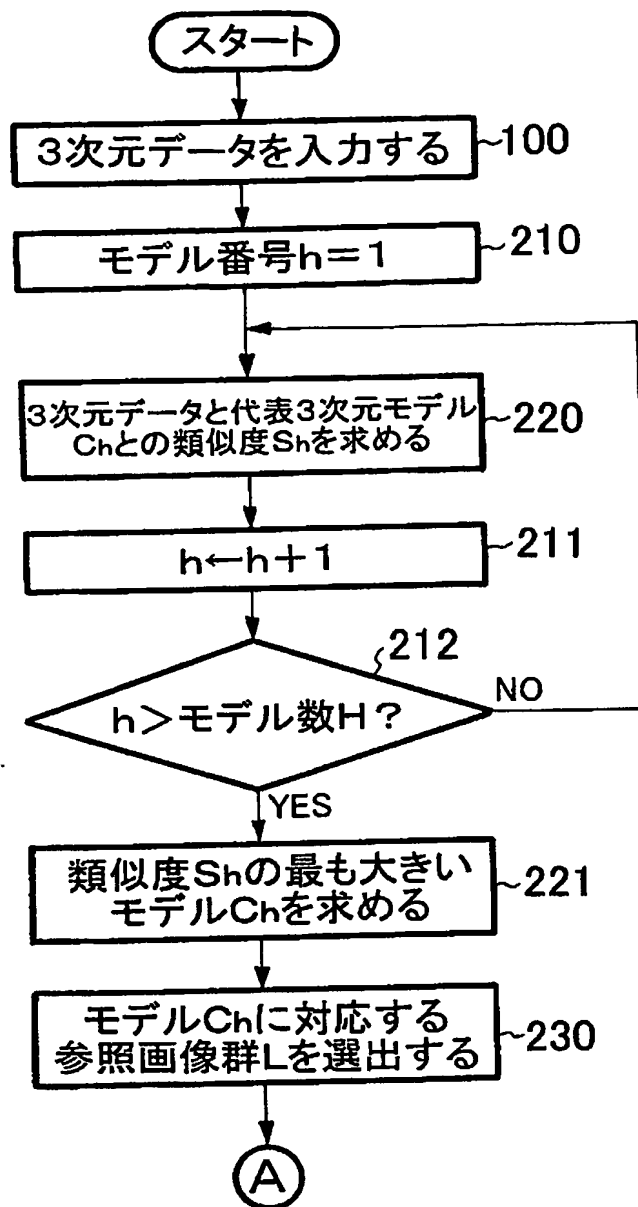 スタート
3次元データを入力する
100
モデル番号h=1
210
3次元データと代表3次元モデル
Chとの類似度Shを求める
220
h←h+1
211
212
h>モデル数H?
NO
YES
類似度Shの最も大きい
モデルChを求める
221
モデルChに対応する
参照画像群Lを選出する
230
A